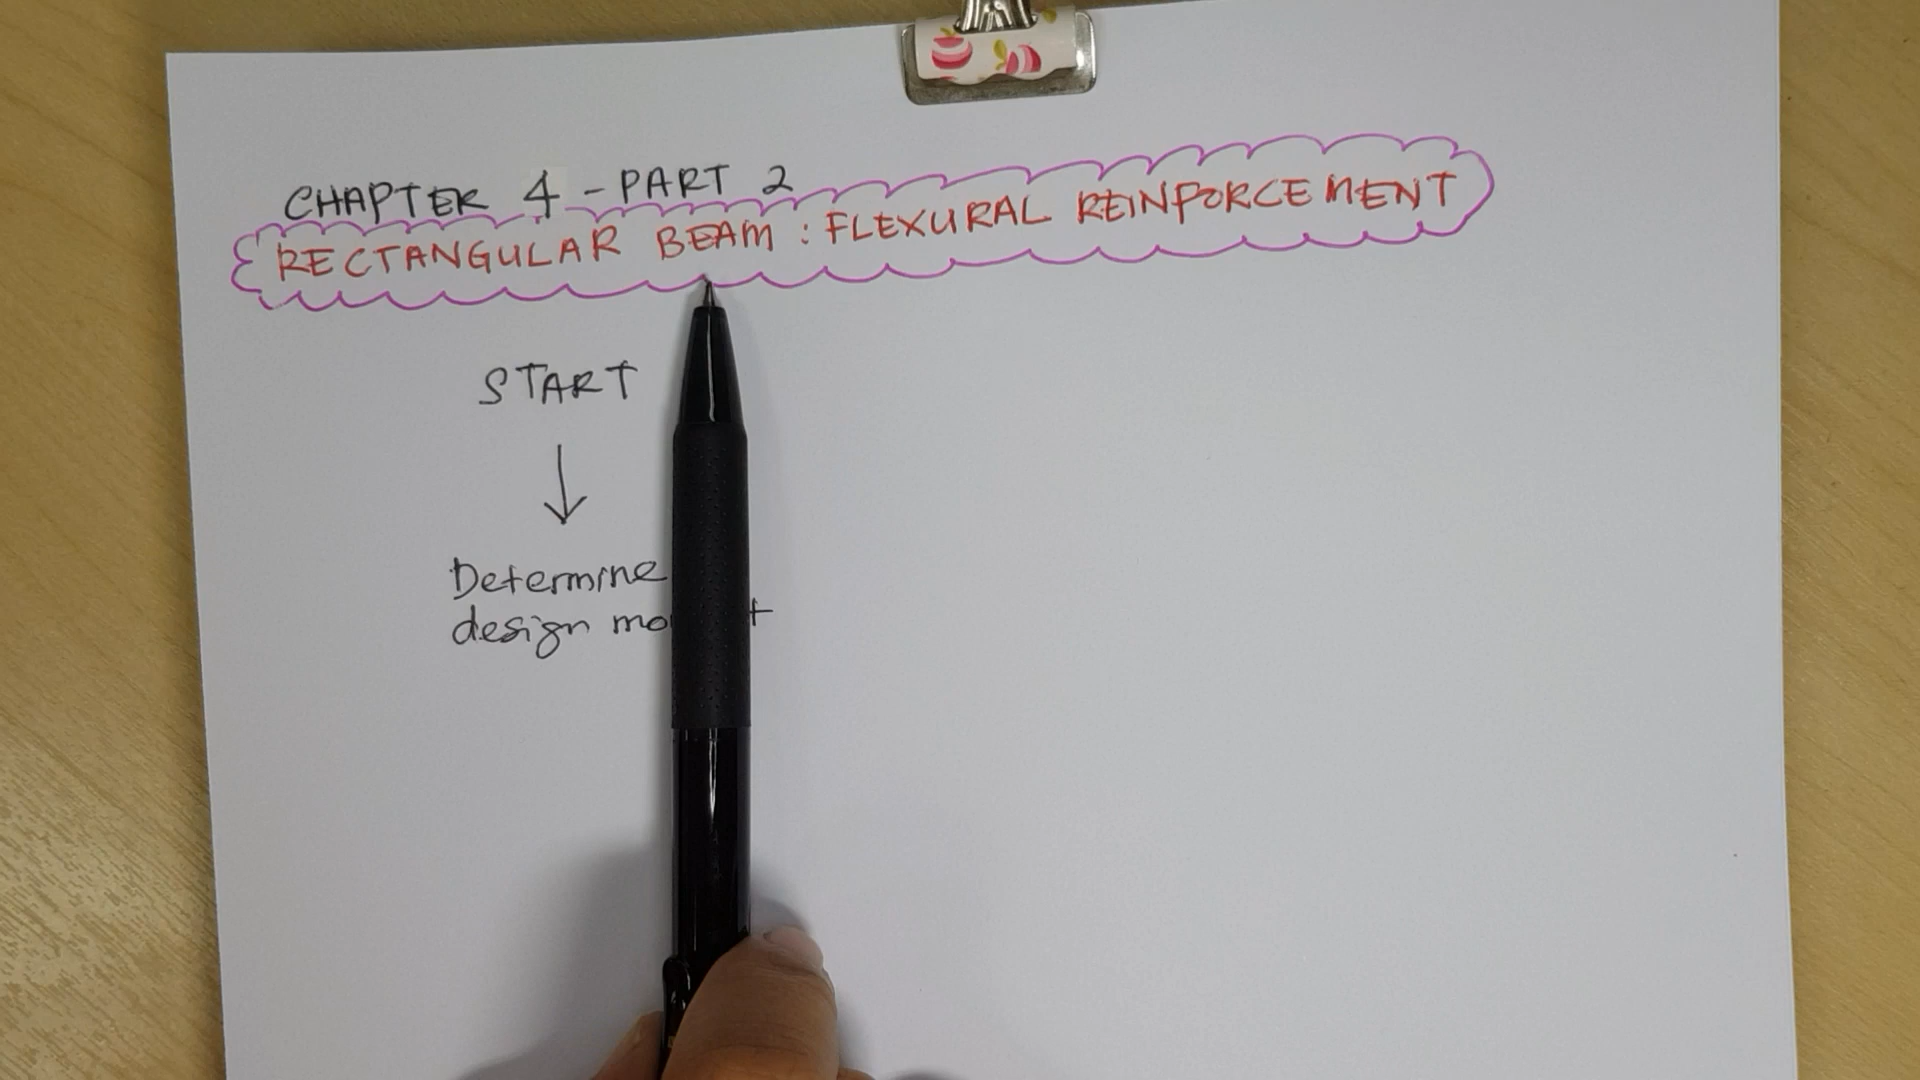 CHAPTER 4 - PART 2
RECTANGULAR BEAM : FLEXURAL REINFORCEMENT
START
Determine
design